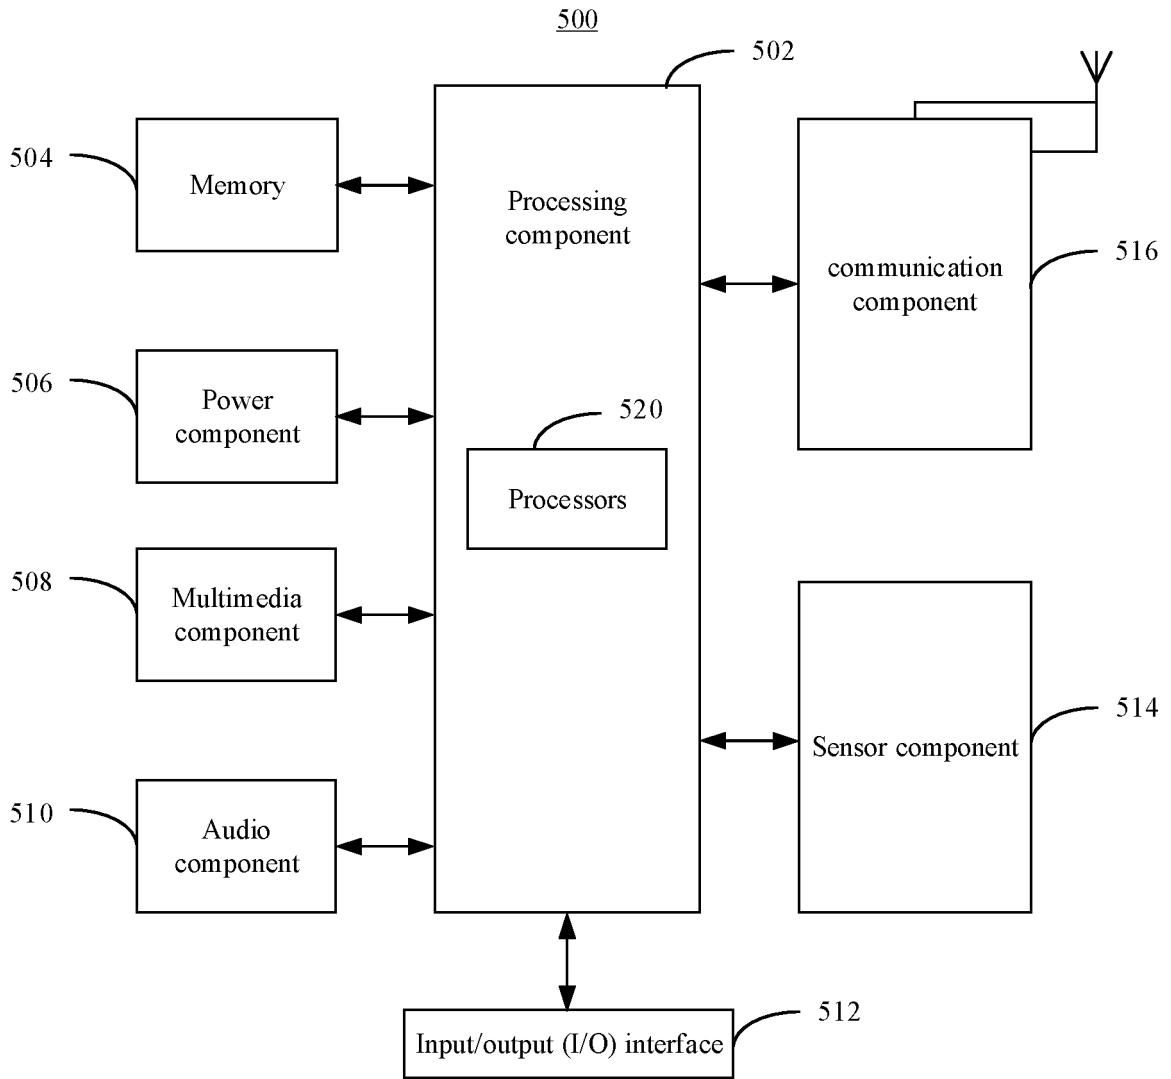 500
502
504
Memory
Processing
component
communication
component
516
506
Power
component
520
Processors
508
Multimedia
component
514
Sensor component
510
Audio
component
512
Input/output (I/O) interface